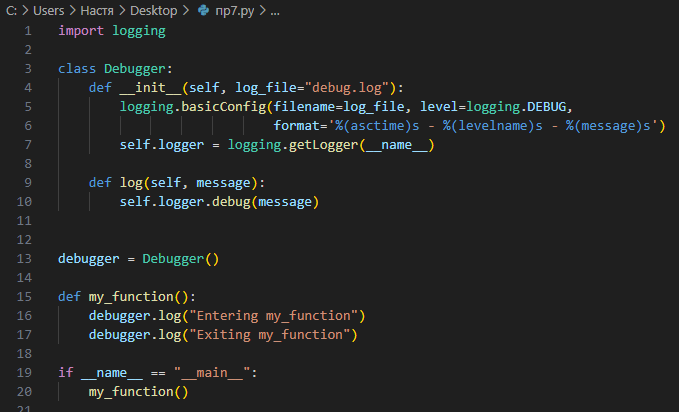 C: > Users > Настя > Desktop > пр7.py > ...
1 import logging
2
3 class Debugger:
4     def __init__(self, log_file="debug.log"):
5         logging.basicConfig(filename=log_file, level=logging.DEBUG,
6                             format='%(asctime)s - %(levelname)s - %(message)s')
7         self.logger = logging.getLogger(__name__)
8
9     def log(self, message):
10         self.logger.debug(message)
11
12
13 debugger = Debugger()
14
15 def my_function():
16     debugger.log("Entering my_function")
17     debugger.log("Exiting my_function")
18
19 if __name__ == "__main__":
20     my_function()
21